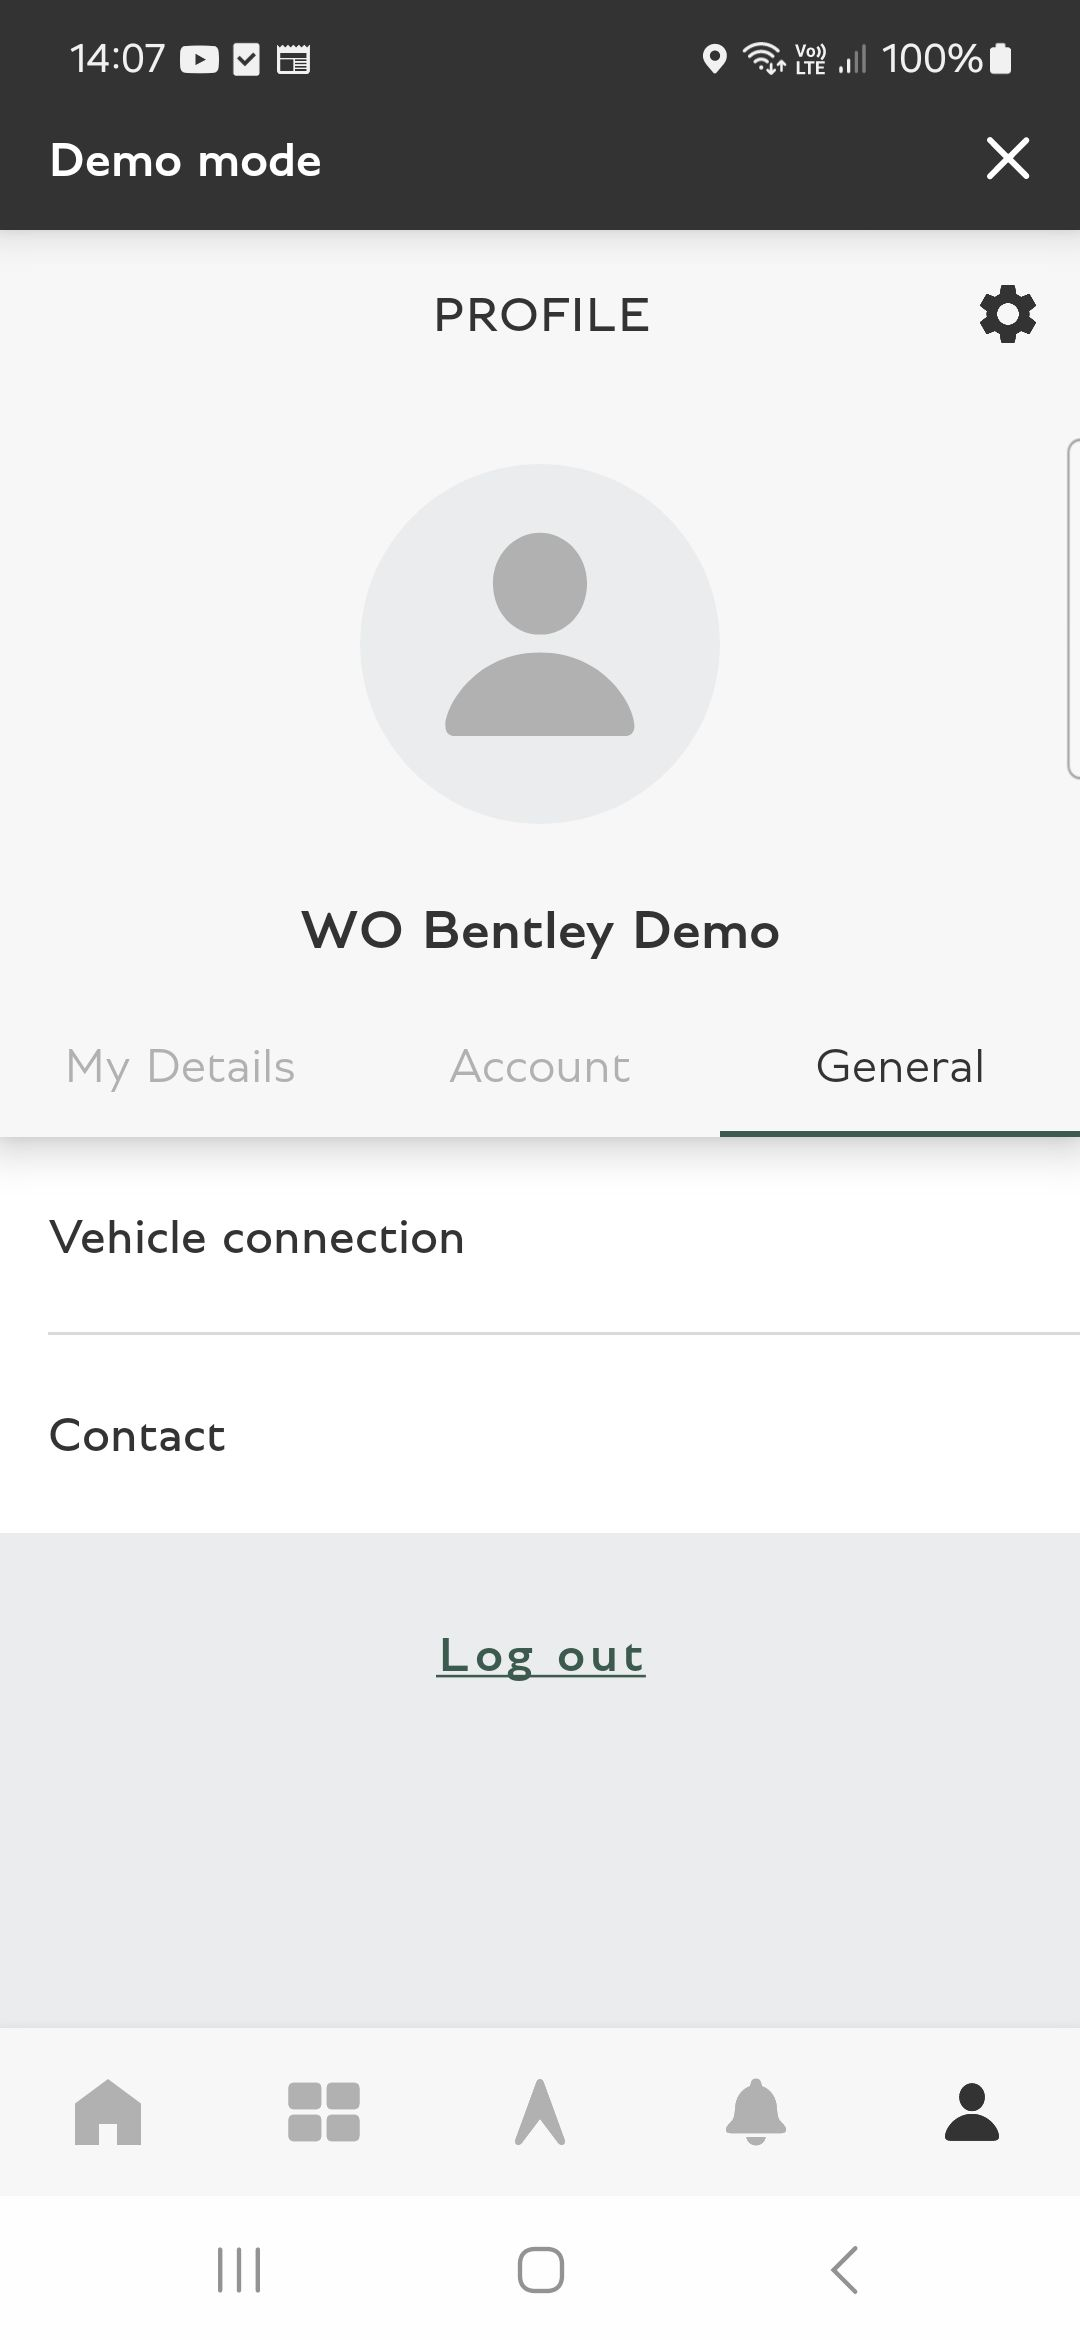 14:07
Vo)) LTE
100%
Demo mode
PROFILE
WO Bentley Demo
My Details Account General
Vehicle connection
Contact
Log out